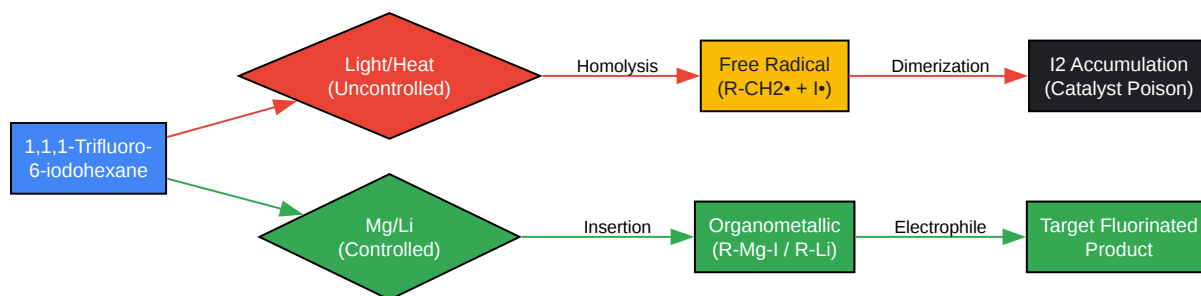 1,1,1-Trifluoro-
6-iodohexane
Light/Heat
(Uncontrolled)
Homolysis
Free Radical
(R-CH2• + I•)
Dimerization
I2 Accumulation
(Catalyst Poison)
Mg/Li
(Controlled)
Insertion
Organometallic
(R-Mg-I / R-Li)
Electrophile
Target Fluorinated
Product